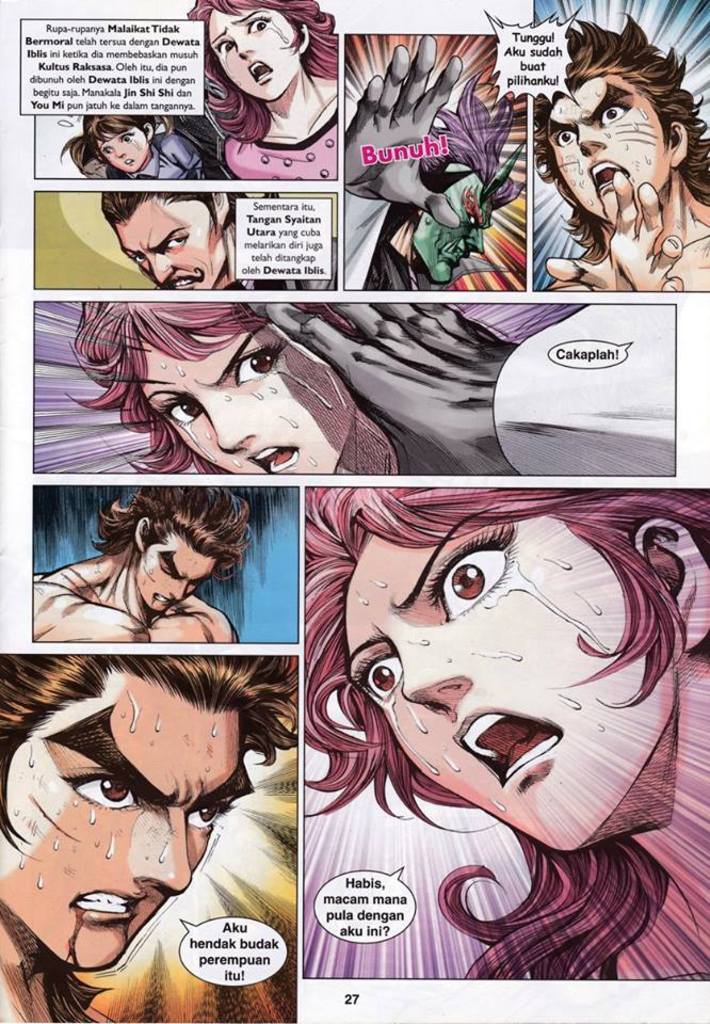 Rupa-rupanya Malaikat Tidak
Bermoral telah tersua dengan Dewata
Iblis ini ketika dia membebaskan musuh
Kultus Raksasa. Oleh itu, dia pun
dibunuh oleh Dewata Iblis ini dengan
begitu saja. Manakala Jin Shi Shi dan
You Mi pun jatuh ke dalam tangannya.
Bunuh!
Tunggu!
Aku sudah
buat
pilihanku!
Sementara itu,
Tangan Syaitan
Utara yang cuba
melarikan diri juga
telah ditangkap
oleh Dewata Iblis.
Cakaplah!
Aku
hendak budak
perempuan
itu!
Habis,
macam mana
pula dengan
aku ini?
27